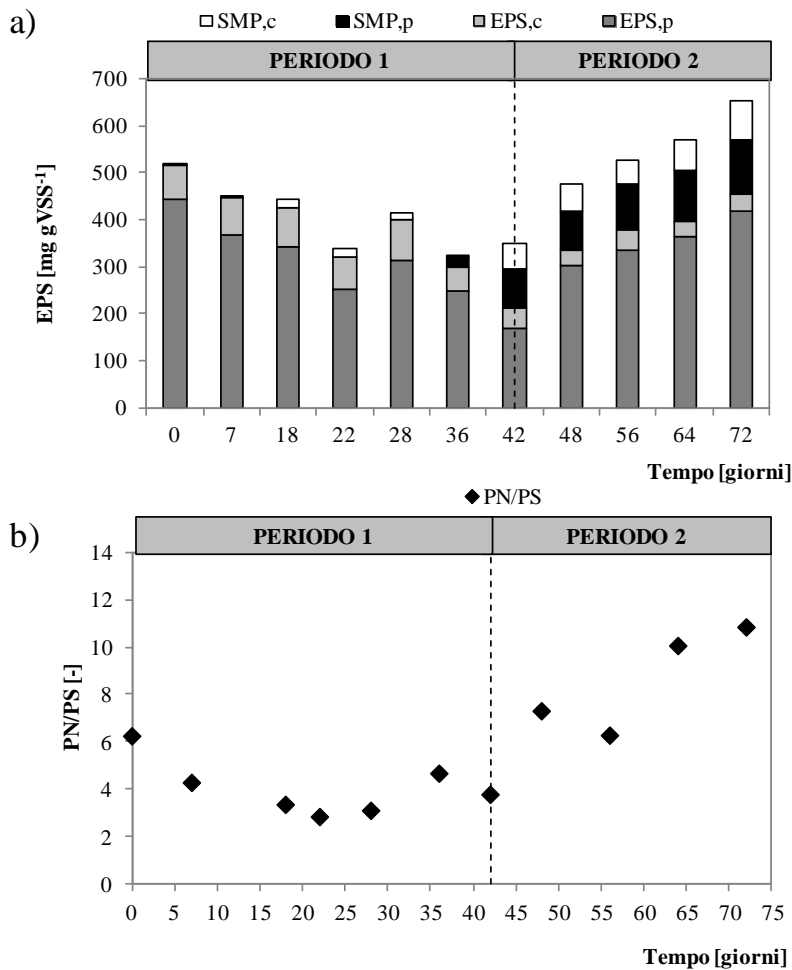 a)
SMP,c SMP,p EPS,c EPS,p
PERIODO 1 PERIODO 2
700
600
500
400
300
200
100
0
EPS [mg gVSS-1]
0 7 18 22 28 36 42 48 56 64 72
Tempo [giorni]
PN/PS
b)
PERIODO 1 PERIODO 2
14
12
10
8
6
4
2
0
PN/PS [-]
0 5 10 15 20 25 30 35 40 45 50 55 60 65 70 75
Tempo [giorni]